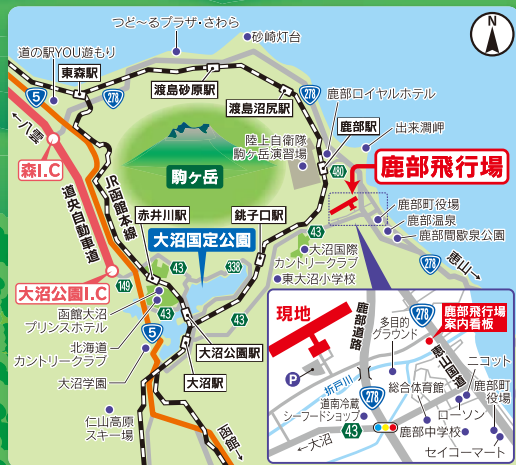 つど～るプラザ・さわら
砂崎灯台
N
道の駅YOU遊もり
東森駅
5
278
渡島砂原駅
渡島沼尻駅
278
鹿部ロイヤルホテル
鹿部駅
出来澗岬
←八雲
森I.C
道央自動車道
JR函館本線
駒ヶ岳
陸上自衛隊
駒ヶ岳演習場
480
鹿部飛行場
赤井川駅
銚子口駅
鹿部町役場
鹿部温泉
鹿部間歇泉公園
大沼国定公園
43
大沼国際
カントリークラブ
278
恵山→
338
東大沼小学校
大沼公園I.C
149
43
43
函館大沼
プリンスホテル
43
5
北海道
カントリークラブ
大沼公園駅
大沼学園
大沼駅
仁山高原
スキー場
函館→
現地
鹿部道路
多目的
グラウンド
278
鹿部飛行場
案内看板
恵山国道
P
折戸川
ニコット
道南冷蔵
シーフードショップ
278
総合体育館
鹿部町
役場
ローソン
←大沼
43
鹿部中学校
セイコーマート